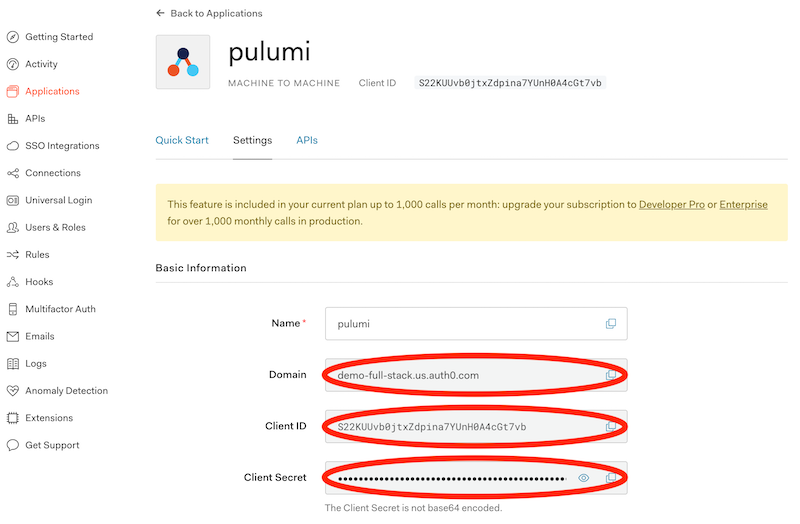 Back to Applications
Getting Started
Activity
Applications
APIs
SSO Integrations
Connections
Universal Login
Users & Roles
Rules
Hooks
Multifactor Auth
Emails
Logs
Anomaly Detection
Extensions
Get Support
pulumi
MACHINE TO MACHINE Client ID S22KUUvb0jtxZdpina7YUnH0A4cGt7vb
Quick Start Settings APIs
This feature is included in your current plan up to 1,000 calls per month: upgrade your subscription to Developer Pro or Enterprise
for over 1,000 monthly calls in production.
Basic Information
Name* pulumi
Domain demo-full-stack.us.auth0.com
Client ID S22KUUvb0jtxZdpina7YUnH0A4cGt7vb
Client Secret
The Client Secret is not base64 encoded.